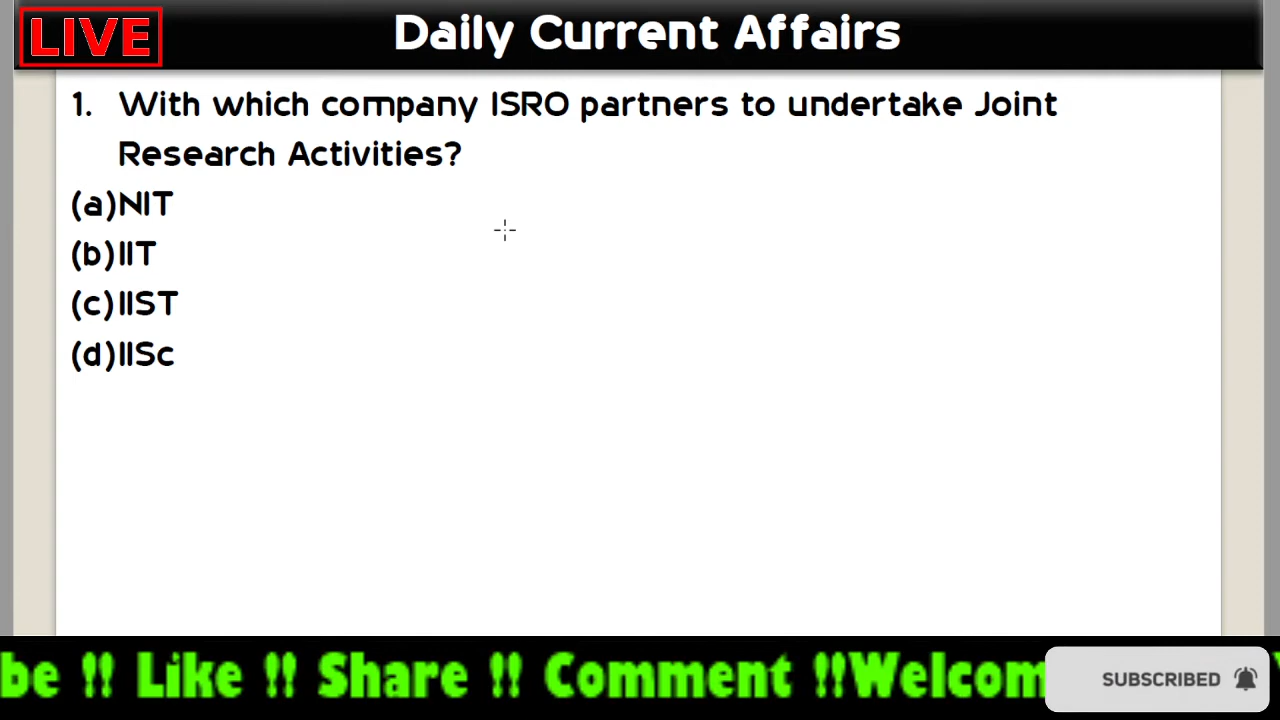 LIVE
Daily Current Affairs
1. With which company ISRO partners to undertake Joint
Research Activities?
(a)NIT
(b)IIT
(c)IIST
(d)IISc
be !! Like !! Share !! Comment !!Welcom
SUBSCRIBED